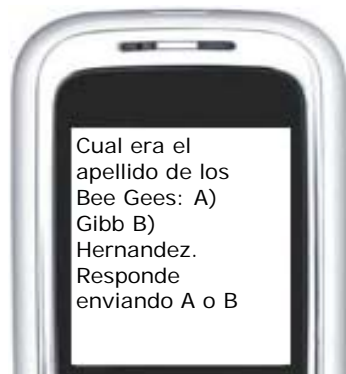 Cual era el
apellido de los
Bee Gees: A)
Gibb B)
Hernandez.
Responde
enviando A o B